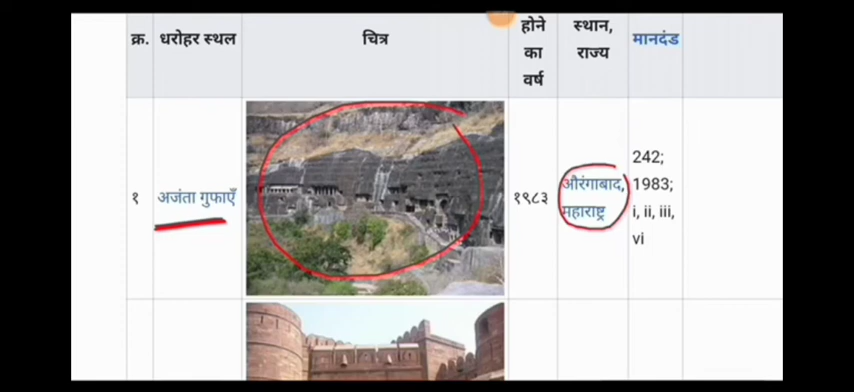 क्र.
धरोहर स्थल
चित्र
होने
का
वर्ष
स्थान,
राज्य
मानदंड
१
अजंता गुफाएँ
१९८३
औरंगाबाद,
महाराष्ट्र
242;
1983;
i, ii, iii,
vi